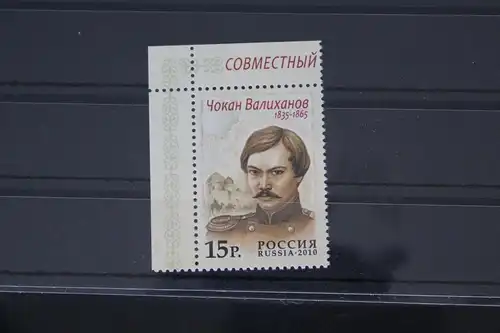 СОВМЕСТНЫЙ
Чокан Валиханов
1835-1865
15Р.
РОССИЯ
RUSSIA·2010